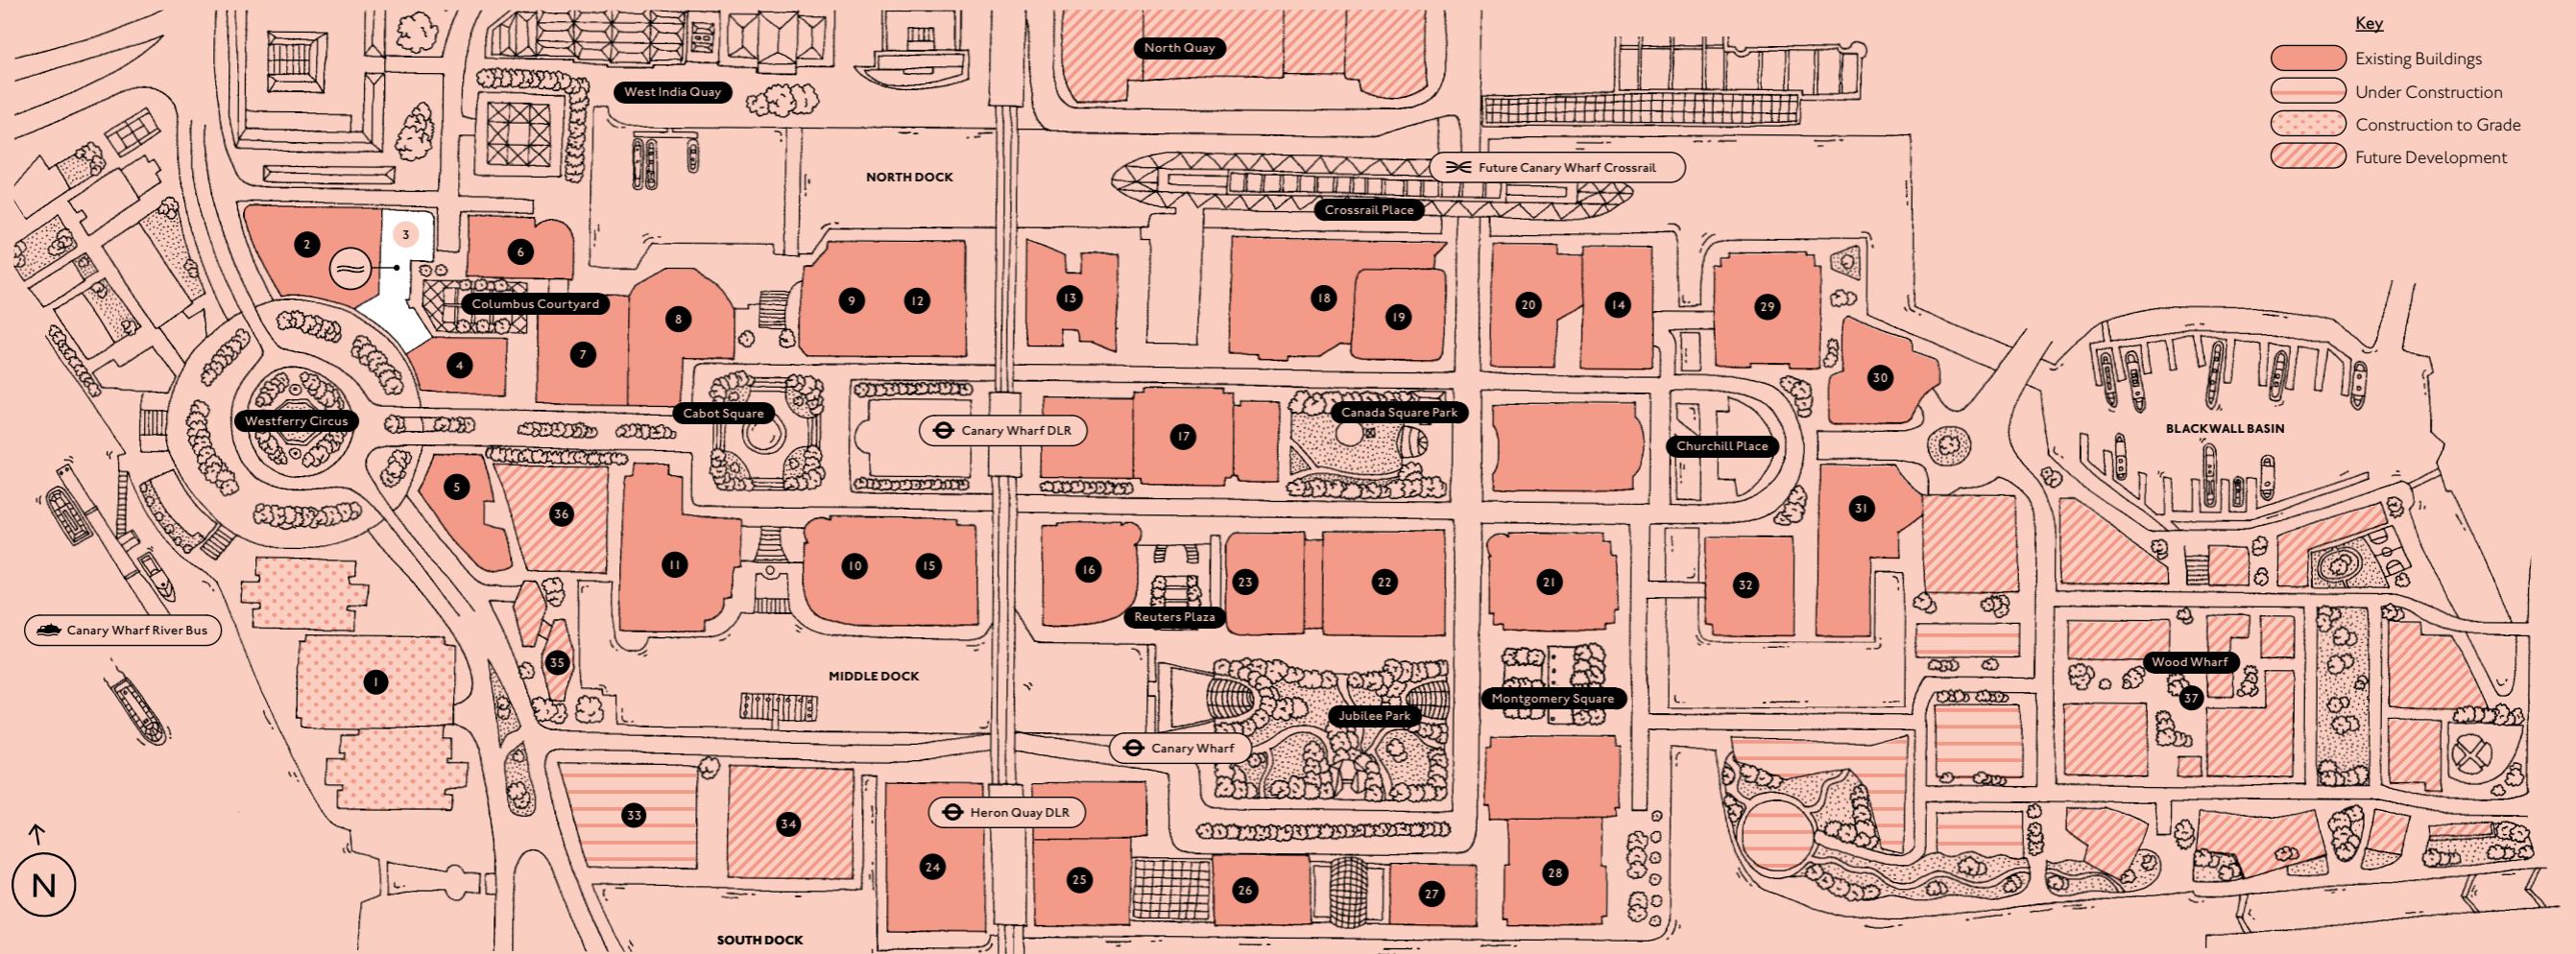 Key
Existing Buildings
Under Construction
Construction to Grade
Future Development
North Quay
West India Quay
NORTH DOCK
Future Canary Wharf Crossrail
Crossrail Place
2
3
6
Columbus Courtyard
4
7
8
9
12
13
18
19
20
14
29
30
Westferry Circus
Cabot Square
Canary Wharf DLR
17
Canada Square Park
Churchill Place
BLACKWALL BASIN
5
36
11
10
15
16
Reuters Plaza
23
22
21
32
31
Canary Wharf River Bus
1
35
MIDDLE DOCK
Jubilee Park
Montgomery Square
Wood Wharf
37
Canary Wharf
33
34
Heron Quay DLR
24
25
26
27
28
N
SOUTH DOCK